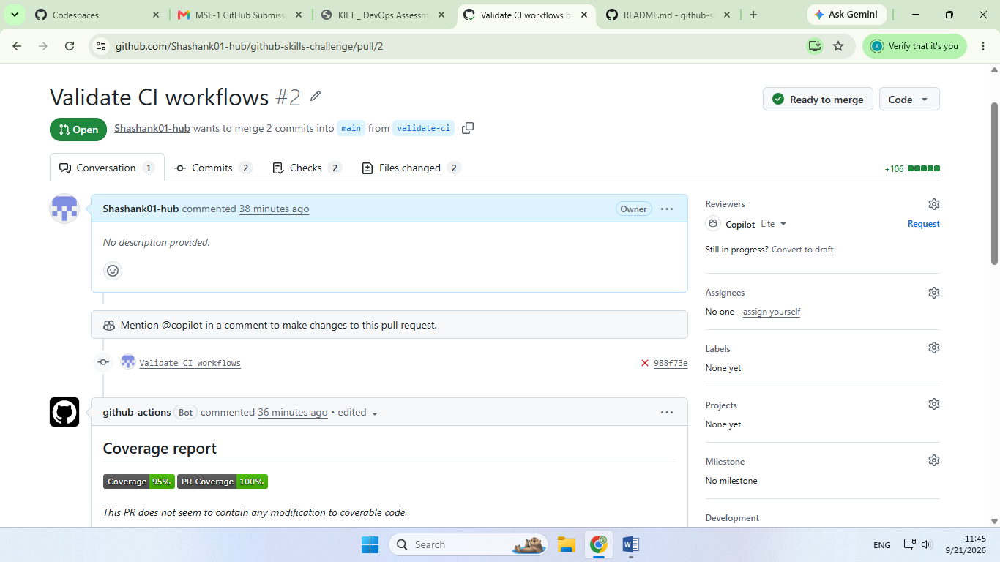 Codespaces
MSE-1 GitHub Submiss
KIET _ DevOps Assessm
Validate CI workflows b
README.md - github-s
Ask Gemini
github.com/Shashank01-hub/github-skills-challenge/pull/2
Verify that it's you
Validate CI workflows #2
Ready to merge
Code
Open
Shashank01-hub wants to merge 2 commits into main from validate-ci
Conversation 1
Commits 2
Checks 2
Files changed 2
+106
Shashank01-hub commented 38 minutes ago
Owner
No description provided.
Mention @copilot in a comment to make changes to this pull request.
Validate CI workflows
988f73e
github-actions Bot commented 36 minutes ago • edited
Coverage report
Coverage 95% PR Coverage 100%
This PR does not seem to contain any modification to coverable code.
Reviewers
Copilot Lite
Request
Still in progress? Convert to draft
Assignees
No one—assign yourself
Labels
None yet
Projects
None yet
Milestone
No milestone
Development
Search
ENG
11:45
9/21/2026